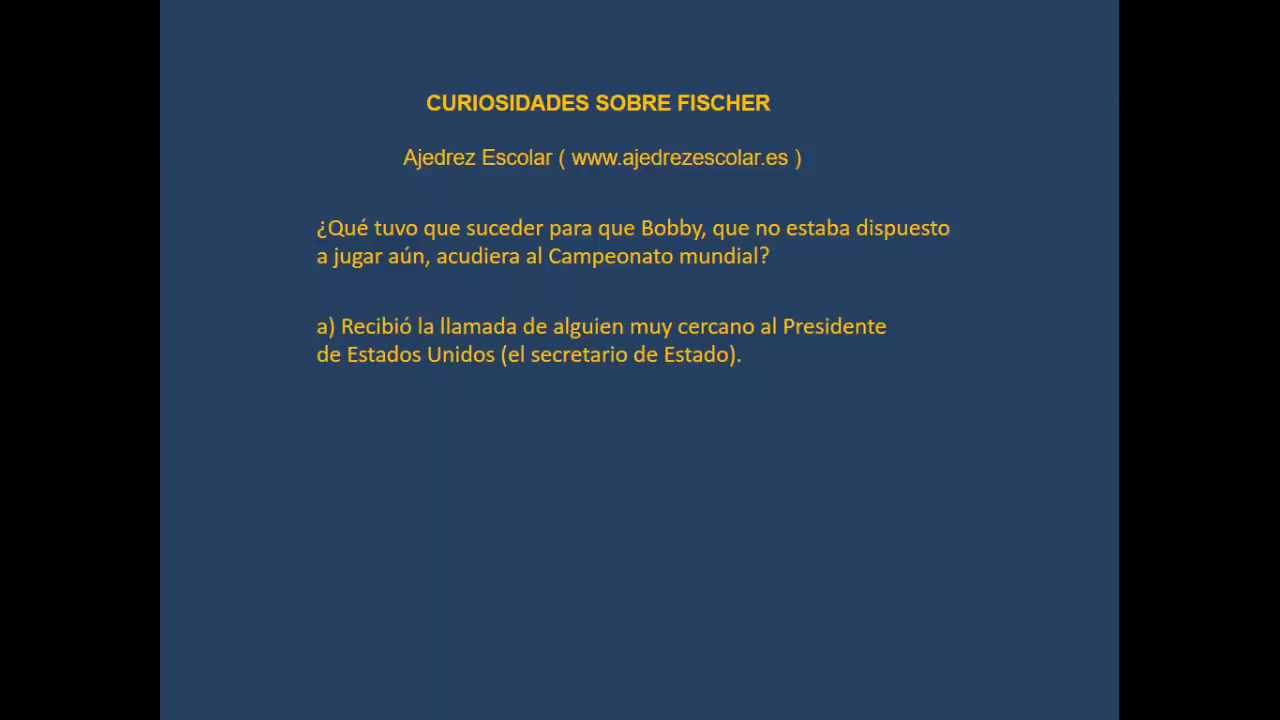 CURIOSIDADES SOBRE FISCHER
Ajedrez Escolar ( www.ajedrezescolar.es )
¿Qué tuvo que suceder para que Bobby, que no estaba dispuesto
a jugar aún, acudiera al Campeonato mundial?
a) Recibió la llamada de alguien muy cercano al Presidente
de Estados Unidos (el secretario de Estado).